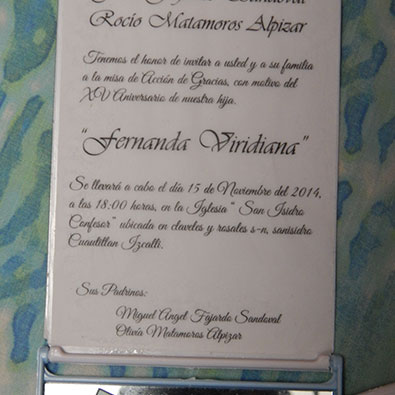 Sandoval
Rocío Matamoros Alpizar
Tenemos el honor de invitar a usted y a su familia
a la misa de Acción de Gracias, con motivo del
XV Aniversario de nuestra hija.
"Fernanda Viridiana"
Se llevará a cabo el día 15 de Noviembre del 2014,
a las 18:00 horas, en la Iglesia " San Isidro
Confesor" ubicada en claveles y rosales s-n, sanisidro
Cuautitlan Izcalli.
Sus Padrinos:
Miguel Angel Fajardo Sandoval
Olivia Matamoros Alpizar